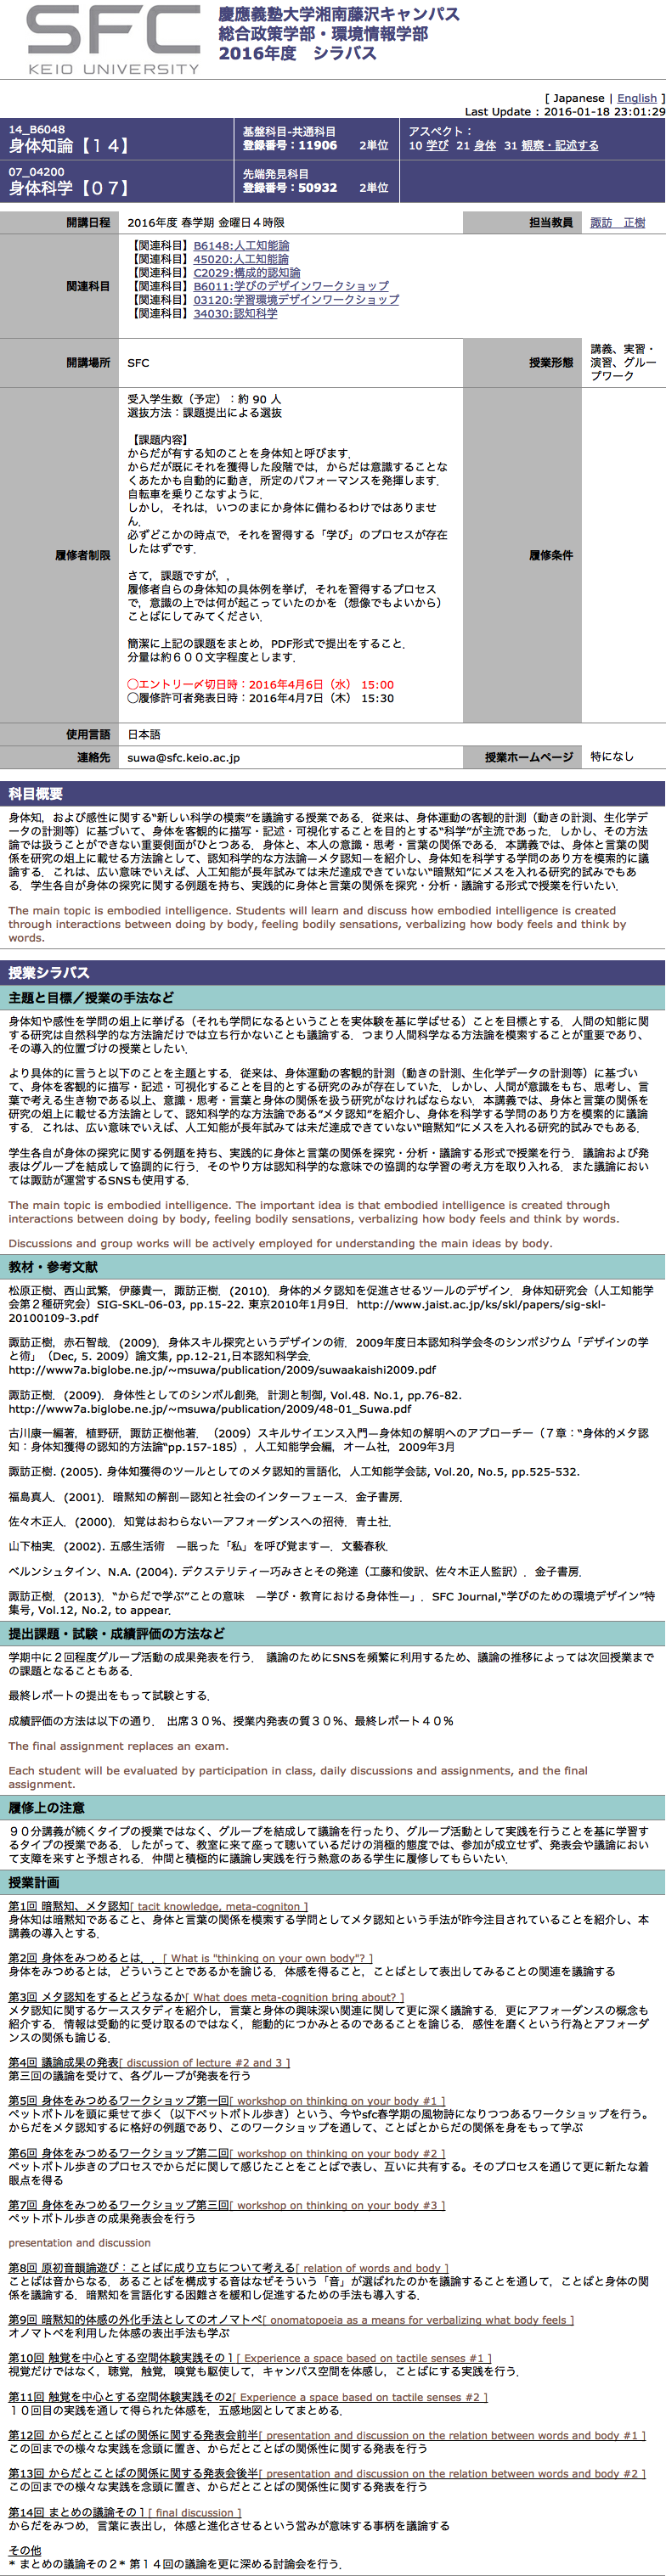 SFC
KEIO UNIVERSITY
慶應義塾大学湘南藤沢キャンパス
総合政策学部・環境情報学部
2016年度　シラバス
[ Japanese | English ]
Last Update : 2016-01-18 23:01:29
14_B6048
身体知論【１４】
基盤科目-共通科目
登録番号：11906　2単位
アスペクト：
10 学び 21 身体 31 観察・記述する
07_04200
身体科学【０７】
先端発見科目
登録番号：50932　2単位
開講日程
2016年度 春学期 金曜日４時限
担当教員
諏訪　正樹
関連科目
【関連科目】B6148:人工知能論
【関連科目】45020:人工知能論
【関連科目】C2029:構成的認知論
【関連科目】B6011:学びのデザインワークショップ
【関連科目】03120:学習環境デザインワークショップ
【関連科目】34030:認知科学
開講場所
SFC
授業形態
講義、実習・
演習、グルー
プワーク
履修者制限
受入学生数（予定）：約 90 人
選抜方法：課題提出による選抜
【課題内容】
からだが有する知のことを身体知と呼びます．
からだが既にそれを獲得した段階では，からだは意識することな
くあたかも自動的に動き，所定のパフォーマンスを発揮します．
自転車を乗りこなすように．
しかし，それは，いつのまにか身体に備わるわけではありませ
ん．
必ずどこかの時点で，それを習得する「学び」のプロセスが存在
したはずです．
さて，課題ですが，，
履修者自らの身体知の具体例を挙げ，それを習得するプロセス
で，意識の上では何が起こっていたのかを（想像でもよいから）
ことばにしてみてください．
簡潔に上記の課題をまとめ，PDF形式で提出をすること．
分量は約６００文字程度とします．
◯エントリー〆切日時：2016年4月6日（水） 15:00
◯履修許可者発表日時：2016年4月7日（木） 15:30
履修条件
使用言語
日本語
連絡先
suwa@sfc.keio.ac.jp
授業ホームページ
特になし
科目概要
身体知，および感性に関する“新しい科学の模索”を議論する授業である．従来は、身体運動の客観的計測（動きの計測、生化学デ
ータの計測等）に基づいて、身体を客観的に描写・記述・可視化することを目的とする“科学”が主流であった．しかし、その方法
論では扱うことができない重要側面がひとつある．身体と、本人の意識・思考・言葉の関係である．本講義では、身体と言葉の関
係を研究の俎上に載せる方法論として、認知科学的な方法論—メタ認知—を紹介し、身体知を科学する学問のあり方を模索的に議
論する．これは、広い意味でいえば、人工知能が長年試みては未だ達成できていない“暗黙知”にメスを入れる研究的試みでもあ
る．学生各自が身体の探究に関する例題を持ち、実践的に身体と言葉の関係を探究・分析・議論する形式で授業を行いたい．
The main topic is embodied intelligence. Students will learn and discuss how embodied intelligence is created
through interactions between doing by body, feeling bodily sensations, verbalizing how body feels and think by
words.
授業シラバス
主題と目標／授業の手法など
身体知や感性を学問の俎上に挙げる（それも学問になるということを実体験を基に学ばせる）ことを目標とする．人間の知能に関
する研究は自然科学的な方法論だけでは立ち行かないことも議論する．つまり人間科学なる方法論を模索することが重要であり、
その導入的位置づけの授業としたい．
より具体的に言うと以下のことを主題とする．従来は、身体運動の客観的計測（動きの計測、生化学データの計測等）に基づい
て、身体を客観的に描写・記述・可視化することを目的とする研究のみが存在していた．しかし、人間が意識をもち、思考し、言
葉で考える生き物である以上、意識・思考・言葉と身体の関係を扱う研究がなければならない．本講義では、身体と言葉の関係を
研究の俎上に載せる方法論として、認知科学的な方法論である“メタ認知“を紹介し、身体を科学する学問のあり方を模索的に議論
する．これは、広い意味でいえば、人工知能が長年試みては未だ達成できていない“暗黙知“にメスを入れる研究的試みでもある．
学生各自が身体の探究に関する例題を持ち、実践的に身体と言葉の関係を探究・分析・議論する形式で授業を行う．議論および発
表はグループを結成して協調的に行う．そのやり方は認知科学的な意味での協調的な学習の考え方を取り入れる．また議論におい
ては諏訪が運営するSNSも使用する．
The main topic is embodied intelligence. The important idea is that embodied intelligence is created through
interactions between doing by body, feeling bodily sensations, verbalizing how body feels and think by words.
Discussions and group works will be actively employed for understanding the main ideas by body.
教材・参考文献
松原正樹、西山武繁，伊藤貴一，諏訪正樹．(2010)．身体的メタ認知を促進させるツールのデザイン．身体知研究会（人工知能学
会第２種研究会）SIG-SKL-06-03, pp.15-22. 東京2010年1月9日．http://www.jaist.ac.jp/ks/skl/papers/sig-skl-
20100109-3.pdf
諏訪正樹，赤石智哉．(2009)．身体スキル探究というデザインの術．2009年度日本認知科学会冬のシンポジウム「デザインの学
と術」（Dec, 5. 2009）論文集, pp.12-21,日本認知科学会．
http://www7a.biglobe.ne.jp/~msuwa/publication/2009/suwaakaishi2009.pdf
諏訪正樹．(2009)．身体性としてのシンボル創発，計測と制御, Vol.48. No.1, pp.76-82.
http://www7a.biglobe.ne.jp/~msuwa/publication/2009/48-01_Suwa.pdf
古川康一編著，植野研，諏訪正樹他著．（2009）スキルサイエンス入門—身体知の解明へのアプローチー（７章：“身体的メタ認
知：身体知獲得の認知的方法論“pp.157-185），人工知能学会編，オーム社，2009年3月
諏訪正樹. (2005). 身体知獲得のツールとしてのメタ認知的言語化，人工知能学会誌, Vol.20, No.5, pp.525-532.
福島真人．(2001)．暗黙知の解剖—認知と社会のインターフェース．金子書房．
佐々木正人．(2000)．知覚はおわらない—アフォーダンスへの招待．青土社．
山下柚実．(2002)．五感生活術　—眠った「私」を呼び覚ます—．文藝春秋．
ベルンシュタイン、N.A. (2004)．デクステリティー巧みさとその発達（工藤和俊訳、佐々木正人監訳）．金子書房．
諏訪正樹．(2013)．“からだで学ぶ”ことの意味　—学び・教育における身体性—」．SFC Journal,“学びのための環境デザイン”特
集号, Vol.12, No.2, to appear.
提出課題・試験・成績評価の方法など
学期中に２回程度グループ活動の成果発表を行う．　議論のためにSNSを頻繁に利用するため、議論の推移によっては次回授業まで
の課題となることもある．
最終レポートの提出をもって試験とする．
成績評価の方法は以下の通り．　出席３０％、授業内発表の質３０％、最終レポート４０％
The final assignment replaces an exam.
Each student will be evaluated by participation in class, daily discussions and assignments, and the final
assignment.
履修上の注意
９０分講義が続くタイプの授業ではなく、グループを結成して議論を行ったり、グループ活動として実践を行うことを基に学習す
るタイプの授業である．したがって、教室に来て座って聴いているだけの消極的態度では、参加が成立せず、発表会や議論におい
て支障を来すと予想される．仲間と積極的に議論し実践を行う熱意のある学生に履修してもらいたい．
授業計画
第1回 暗黙知、メタ認知[ tacit knowledge, meta-cogniton ]
身体知は暗黙知であること、身体と言葉の関係を模索する学問としてメタ認知という手法が昨今注目されていることを紹介し、本
講義の導入とする．
第2回 身体をみつめるとは．．[ What is "thinking on your own body"? ]
身体をみつめるとは，どういうことであるかを論じる．体感を得ること，ことばとして表出してみることの関連を議論する
第3回 メタ認知をするとどうなるか[ What does meta-cognition bring about? ]
メタ認知に関するケーススタディを紹介し，言葉と身体の興味深い関連に関して更に深く議論する．更にアフォーダンスの概念も
紹介する．情報は受動的に受け取るのではなく，能動的につかみとるのであることを論じる．感性を磨くという行為とアフォーダ
ンスの関係も論じる．
第4回 議論成果の発表[ discussion of lecture #2 and 3 ]
第三回の議論を受けて、各グループが発表を行う
第5回 身体をみつめるワークショップ第一回[ workshop on thinking on your body #1 ]
ペットボトルを頭に乗せて歩く（以下ペットボトル歩き）という、今やsfc春学期の風物詩になりつつあるワークショップを行う。
からだをメタ認知するに格好の例題であり、このワークショップを通して、ことばとからだの関係を身をもって学ぶ
第6回 身体をみつめるワークショップ第二回[ workshop on thinking on your body #2 ]
ペットボトル歩きのプロセスでからだに関して感じたことをことばで表し、互いに共有する。そのプロセスを通じて更に新たな着
眼点を得る
第7回 身体をみつめるワークショップ第三回[ workshop on thinking on your body #3 ]
ペットボトル歩きの成果発表会を行う
presentation and discussion
第8回 原初音韻論遊び：ことばに成り立ちについて考える[ relation of words and body ]
ことばは音からなる．あることばを構成する音はなぜそういう「音」が選ばれたのかを議論することを通して，ことばと身体の関
係を議論する．暗黙知を言語化する困難さを緩和し促進するための手法も導入する．
第9回 暗黙知的体感の外化手法としてのオノマトペ[ onomatopoeia as a means for verbalizing what body feels ]
オノマトペを利用した体感の表出手法も学ぶ
第10回 触覚を中心とする空間体験実践その１[ Experience a space based on tactile senses #1 ]
視覚だけではなく，聴覚，触覚，嗅覚も駆使して，キャンパス空間を体感し，ことばにする実践を行う．
第11回 触覚を中心とする空間体験実践その2[ Experience a space based on tactile senses #2 ]
１０回目の実践を通して得られた体感を，五感地図としてまとめる．
第12回 からだとことばの関係に関する発表会前半[ presentation and discussion on the relation between words and body #1 ]
この回までの様々な実践を念頭に置き、からだとことばの関係性に関する発表を行う
第13回 からだとことばの関係に関する発表会後半[ presentation and discussion on the relation between words and body #2 ]
この回までの様々な実践を念頭に置き、からだとことばの関係性に関する発表を行う
第14回 まとめの議論その１[ final discussion ]
からだをみつめ，言葉に表出し，体感と進化させるという営みが意味する事柄を議論する
その他
* まとめの議論その２* 第１４回の議論を更に深める討論会を行う．